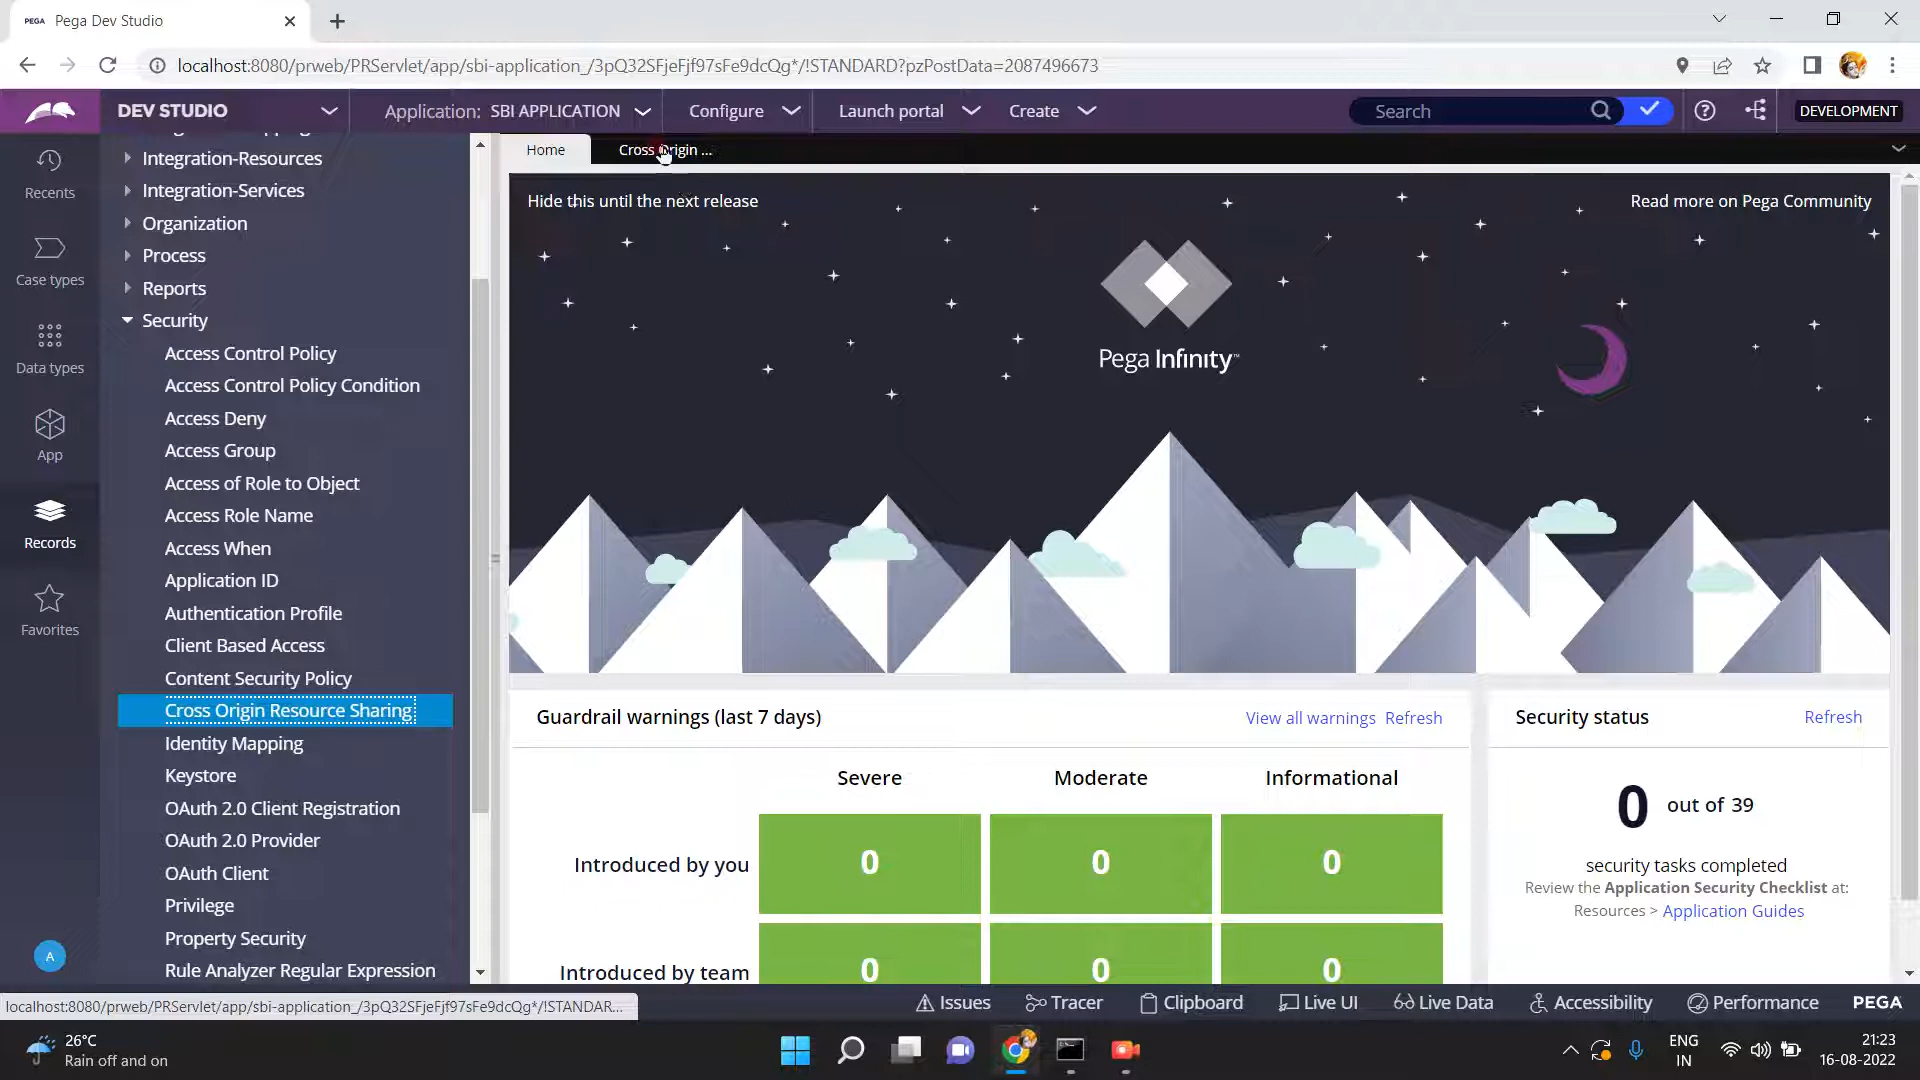 PEGA Pega Dev Studio
localhost:8080/prweb/PRServlet/app/sbi-application_/3pQ32SFjeFjf97sFe9dcQg*/!STANDARD?pzPostData=2087496673
DEV STUDIO Application: SBI APPLICATION Configure Launch portal Create Search DEVELOPMENT
Home Cross Origin ...
Recents
Case types
Data types
App
Records
Favorites
A
Integration-Resources
Integration-Services
Organization
Process
Reports
Security
Access Control Policy
Access Control Policy Condition
Access Deny
Access Group
Access of Role to Object
Access Role Name
Access When
Application ID
Authentication Profile
Client Based Access
Content Security Policy
Cross Origin Resource Sharing
Identity Mapping
Keystore
OAuth 2.0 Client Registration
OAuth 2.0 Provider
OAuth Client
Privilege
Property Security
Rule Analyzer Regular Expression
Hide this until the next release Read more on Pega Community
Pega Infinity™
Guardrail warnings (last 7 days) View all warnings Refresh
Severe Moderate Informational
Introduced by you 0 0 0
Introduced by team 0 0 0
Security status Refresh
0 out of 39
security tasks completed
Review the Application Security Checklist at:
Resources > Application Guides
localhost:8080/prweb/PRServlet/app/sbi-application_/3pQ32SFjeFjf97sFe9dcQg*/!STANDAR...
Issues Tracer Clipboard Live UI Live Data Accessibility Performance PEGA
26°C
Rain off and on
ENG
IN
21:23
16-08-2022